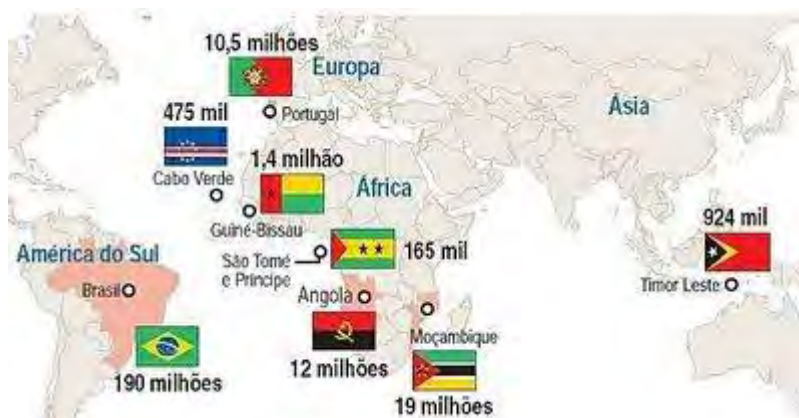 10,5 milhões
Europa
Portugal
Ásia
475 mil
Cabo Verde
1,4 milhão
África
Guiné-Bissau
924 mil
Timor Leste
América do Sul
Brasil
190 milhões
São Tomé
e Príncipe
165 mil
Angola
12 milhões
Moçambique
19 milhões